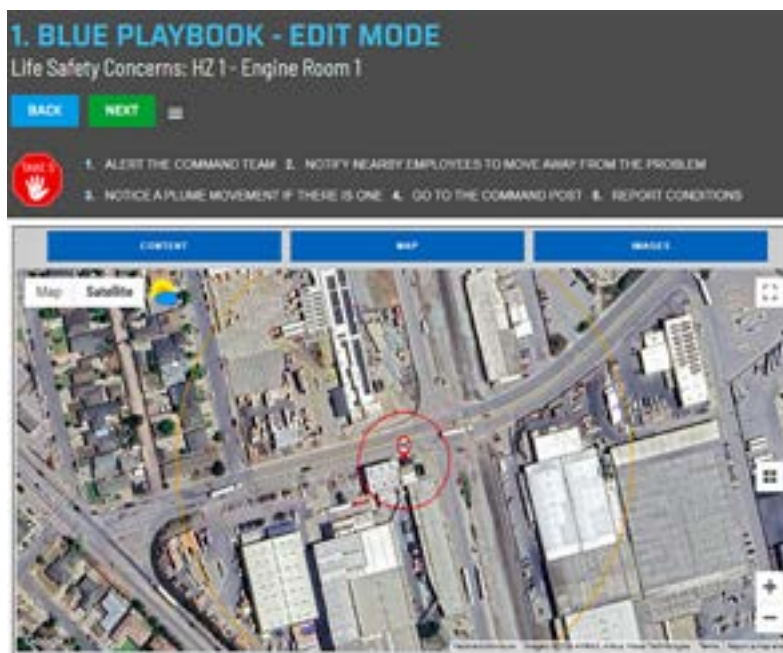 1. BLUE PLAYBOOK - EDIT MODE
Life Safety Concerns: HZ 1 - Engine Room 1
BACK NEXT
TAKE 5
1. ALERT THE COMMAND TEAM 2. NOTIFY NEARBY EMPLOYEES TO MOVE AWAY FROM THE PROBLEM
3. NOTICE A PLUME MOVEMENT IF THERE IS ONE 4. GO TO THE COMMAND POST 5. REPORT CONDITIONS
CONTENT MAP IMAGES
Map Satellite